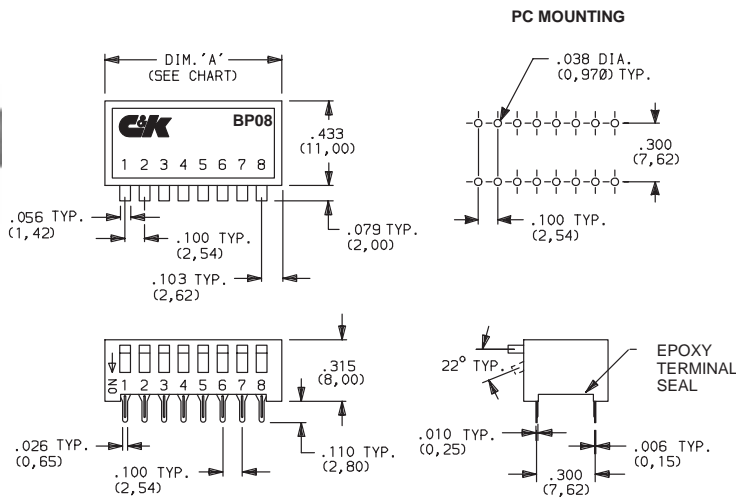 PC MOUNTING
DIM.'A'
(SEE CHART)
C&K
BP08
1 2 3 4 5 6 7 8
.433
(11,00)
.056 TYP.
(1,42)
.100 TYP.
(2,54)
.079 TYP.
(2,00)
.103 TYP.
(2,62)
.038 DIA.
(0,970) TYP.
.300
(7,62)
.100 TYP.
(2,54)
ON
1 2 3 4 5 6 7 8
.315
(8,00)
.026 TYP.
(0,65)
.100 TYP.
(2,54)
.110 TYP.
(2,80)
22° TYP.
EPOXY
TERMINAL
SEAL
.010 TYP.
(0,25)
.006 TYP.
(0,15)
.300
(7,62)